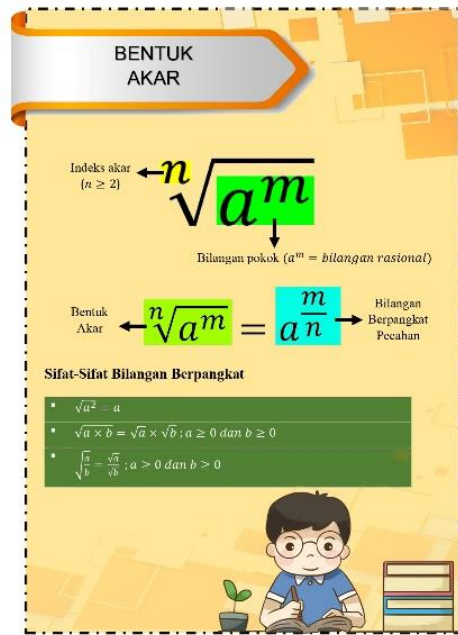 BENTUK
AKAR
Indeks akar
(n ≥ 2)
ⁿ√aᵐ
Bilangan pokok (aᵐ = bilangan rasional)
Bentuk
Akar
ⁿ√aᵐ = a^(m/n)
Bilangan
Berpangkat
Pecahan
Sifat-Sifat Bilangan Berpangkat
▪ √a² = a
▪ √a × b = √a × √b ; a ≥ 0 dan b ≥ 0
▪ √(a/b) = √a/√b ; a > 0 dan b > 0